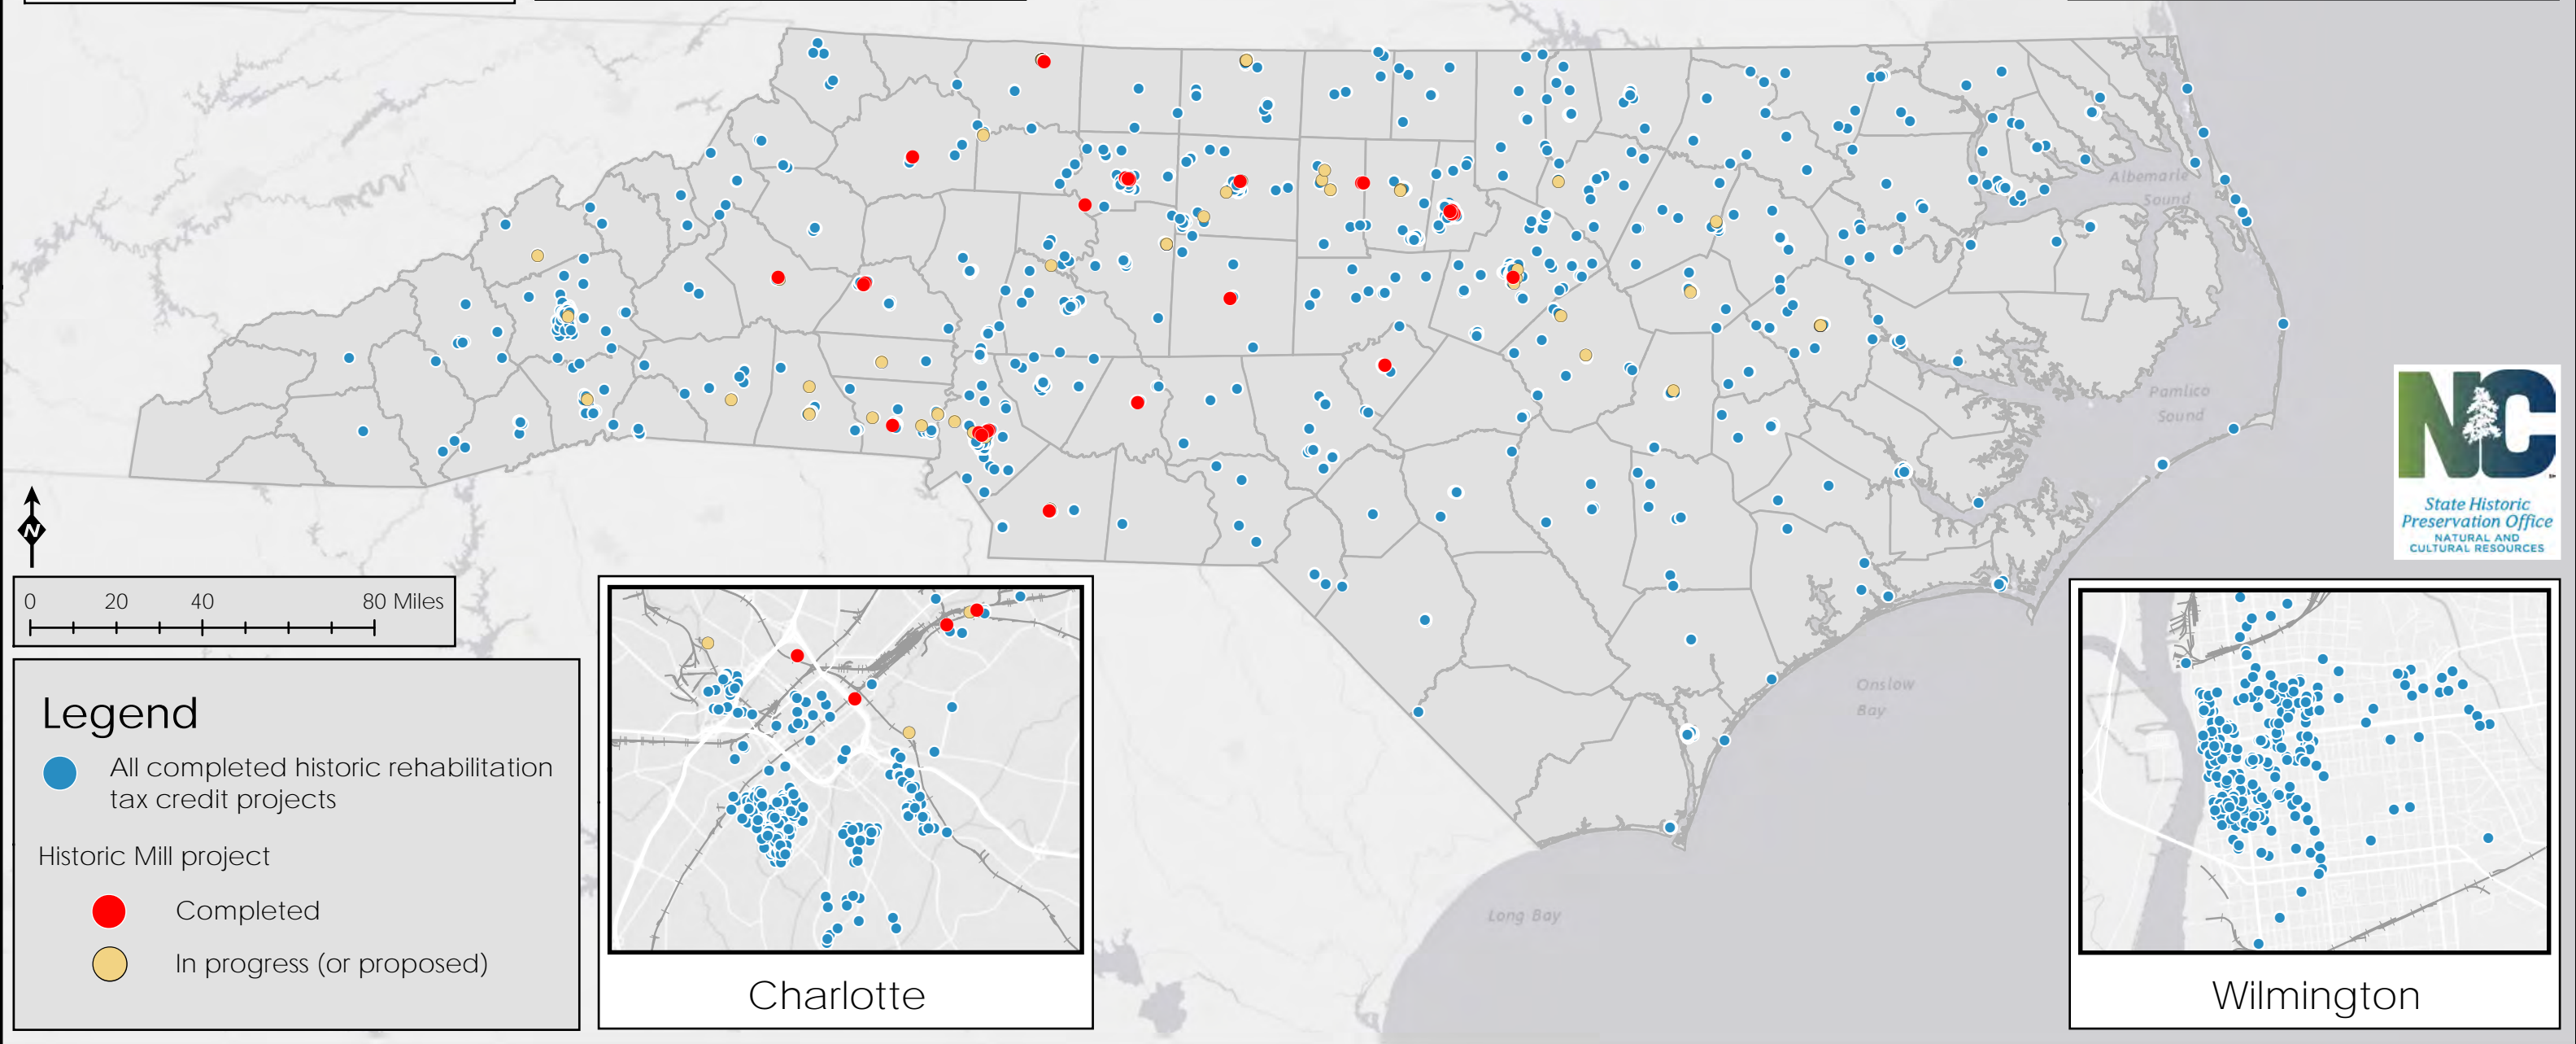 Albemarle
Sound
Pamlico
Sound
NC
SM
State Historic
Preservation Office
NATURAL AND
CULTURAL RESOURCES
N
0 20 40 80 Miles
Legend
All completed historic rehabilitation
tax credit projects
Historic Mill project
Completed
In progress (or proposed)
Charlotte
Onslow
Bay
Long Bay
Wilmington